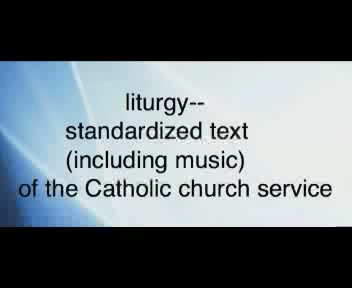 liturgy--
standardized text
(including music)
of the Catholic church service